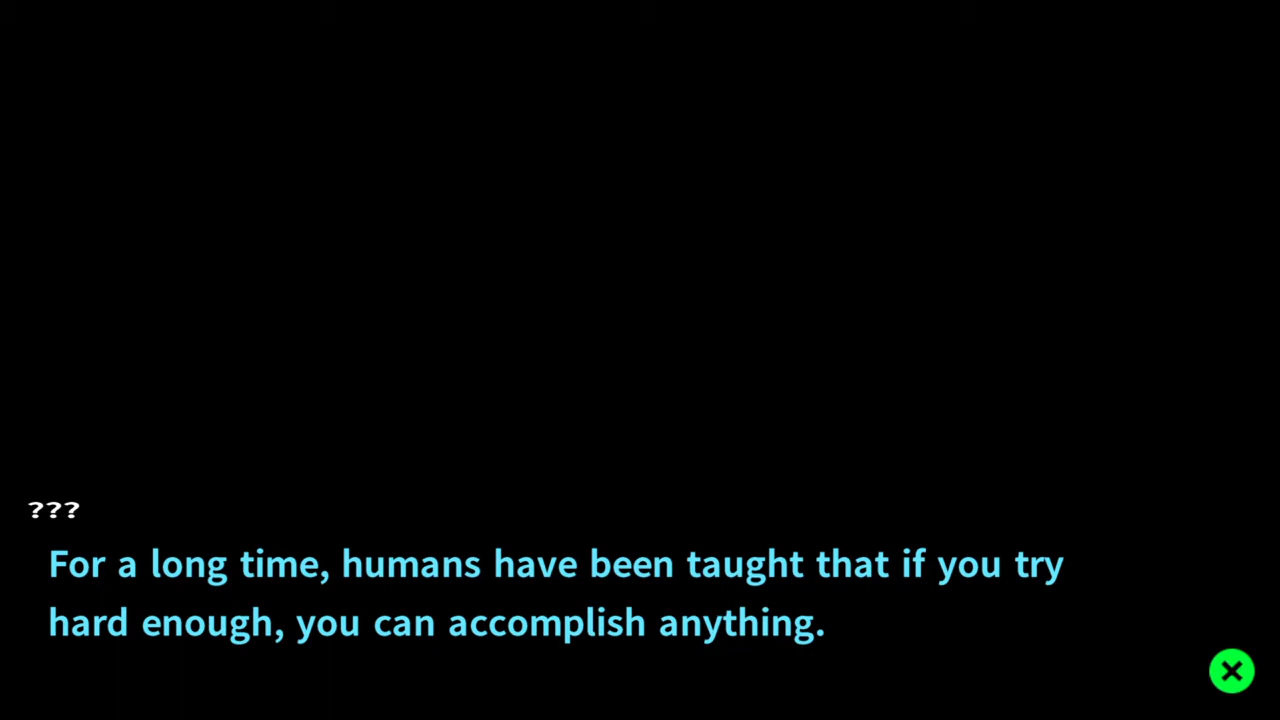 ???
For a long time, humans have been taught that if you try
hard enough, you can accomplish anything.